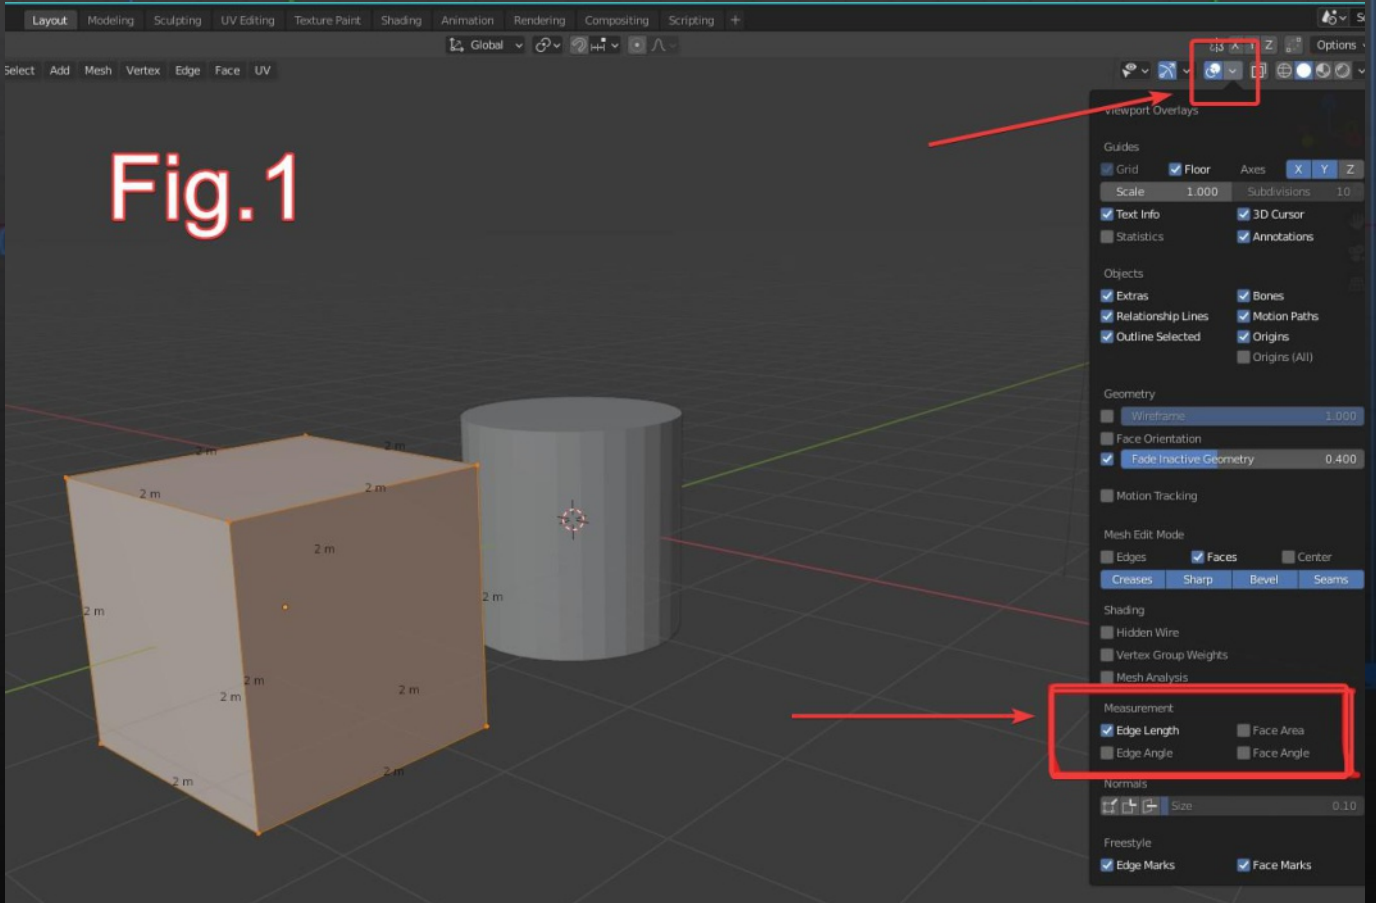 Layout Modeling Sculpting UV Editing Texture Paint Shading Animation Rendering Compositing Scripting +
Global X Y Z Options
Select Add Mesh Vertex Edge Face UV
Viewport Overlays
Fig.1
Guides
Grid Floor Axes X Y Z
Scale 1.000 Subdivisions 10
Text Info 3D Cursor
Statistics Annotations
Objects
Extras Bones
Relationship Lines Motion Paths
Outline Selected Origins
Origins (All)
Geometry
Wireframe 1.000
Face Orientation
Fade Inactive Geometry 0.400
Motion Tracking
Mesh Edit Mode
Edges Faces Center
Creases Sharp Bevel Seams
Shading
Hidden Wire
Vertex Group Weights
Mesh Analysis
Measurement
Edge Length Face Area
Edge Angle Face Angle
Normals
Size 0.10
Freestyle
Edge Marks Face Marks
2 m 2 m
2 m 2 m
2 m
2 m 2 m
2 m
2 m 2 m
2 m
2 m